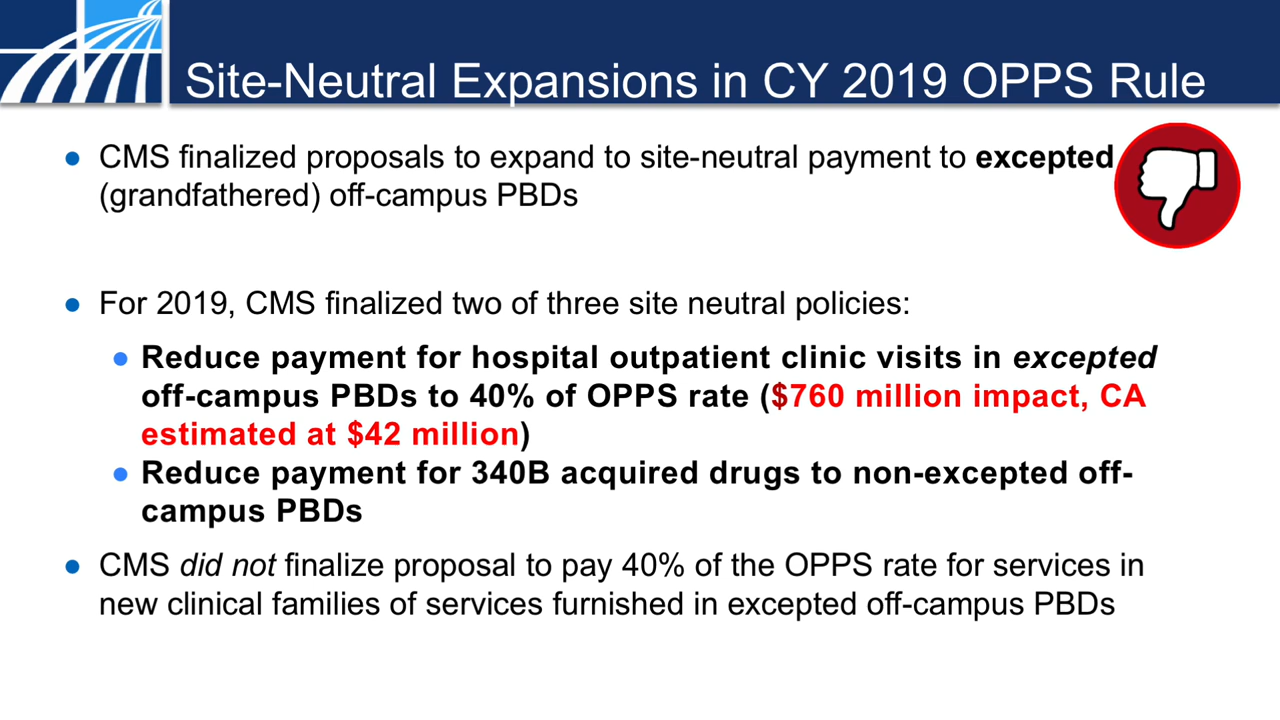 Site-Neutral Expansions in CY 2019 OPPS Rule
● CMS finalized proposals to expand to site-neutral payment to excepted
(grandfathered) off-campus PBDs
● For 2019, CMS finalized two of three site neutral policies:
● Reduce payment for hospital outpatient clinic visits in excepted
off-campus PBDs to 40% of OPPS rate ($760 million impact, CA
estimated at $42 million)
● Reduce payment for 340B acquired drugs to non-excepted off-
campus PBDs
● CMS did not finalize proposal to pay 40% of the OPPS rate for services in
new clinical families of services furnished in excepted off-campus PBDs